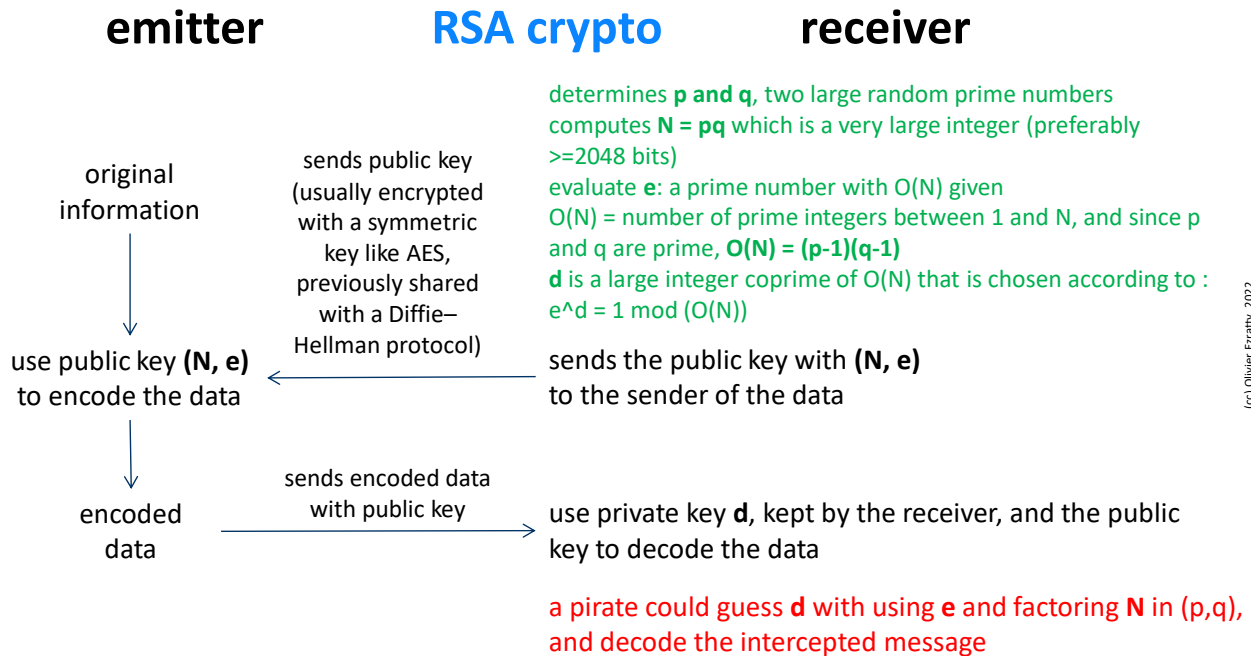 emitter
RSA crypto
receiver
determines p and q, two large random prime numbers
computes N = pq which is a very large integer (preferably
>=2048 bits)
evaluate e: a prime number with O(N) given
O(N) = number of prime integers between 1 and N, and since p
and q are prime, O(N) = (p-1)(q-1)
d is a large integer coprime of O(N) that is chosen according to :
e^d = 1 mod (O(N))
original
information
sends public key
(usually encrypted
with a symmetric
key like AES,
previously shared
with a Diffie–
Hellman protocol)
use public key (N, e)
to encode the data
sends the public key with (N, e)
to the sender of the data
encoded
data
sends encoded data
with public key
use private key d, kept by the receiver, and the public
key to decode the data
a pirate could guess d with using e and factoring N in (p,q),
and decode the intercepted message
(cc) Olivier Ezratty, 2022